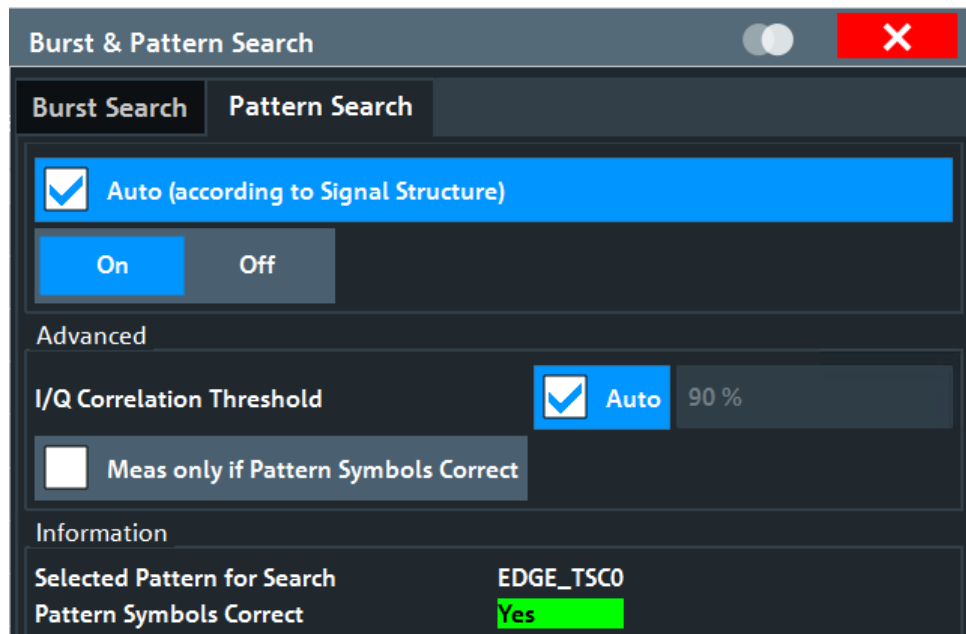 Burst & Pattern Search
Burst Search Pattern Search
Auto (according to Signal Structure)
On Off
Advanced
I/Q Correlation Threshold Auto 90 %
Meas only if Pattern Symbols Correct
Information
Selected Pattern for Search EDGE_TSC0
Pattern Symbols Correct Yes